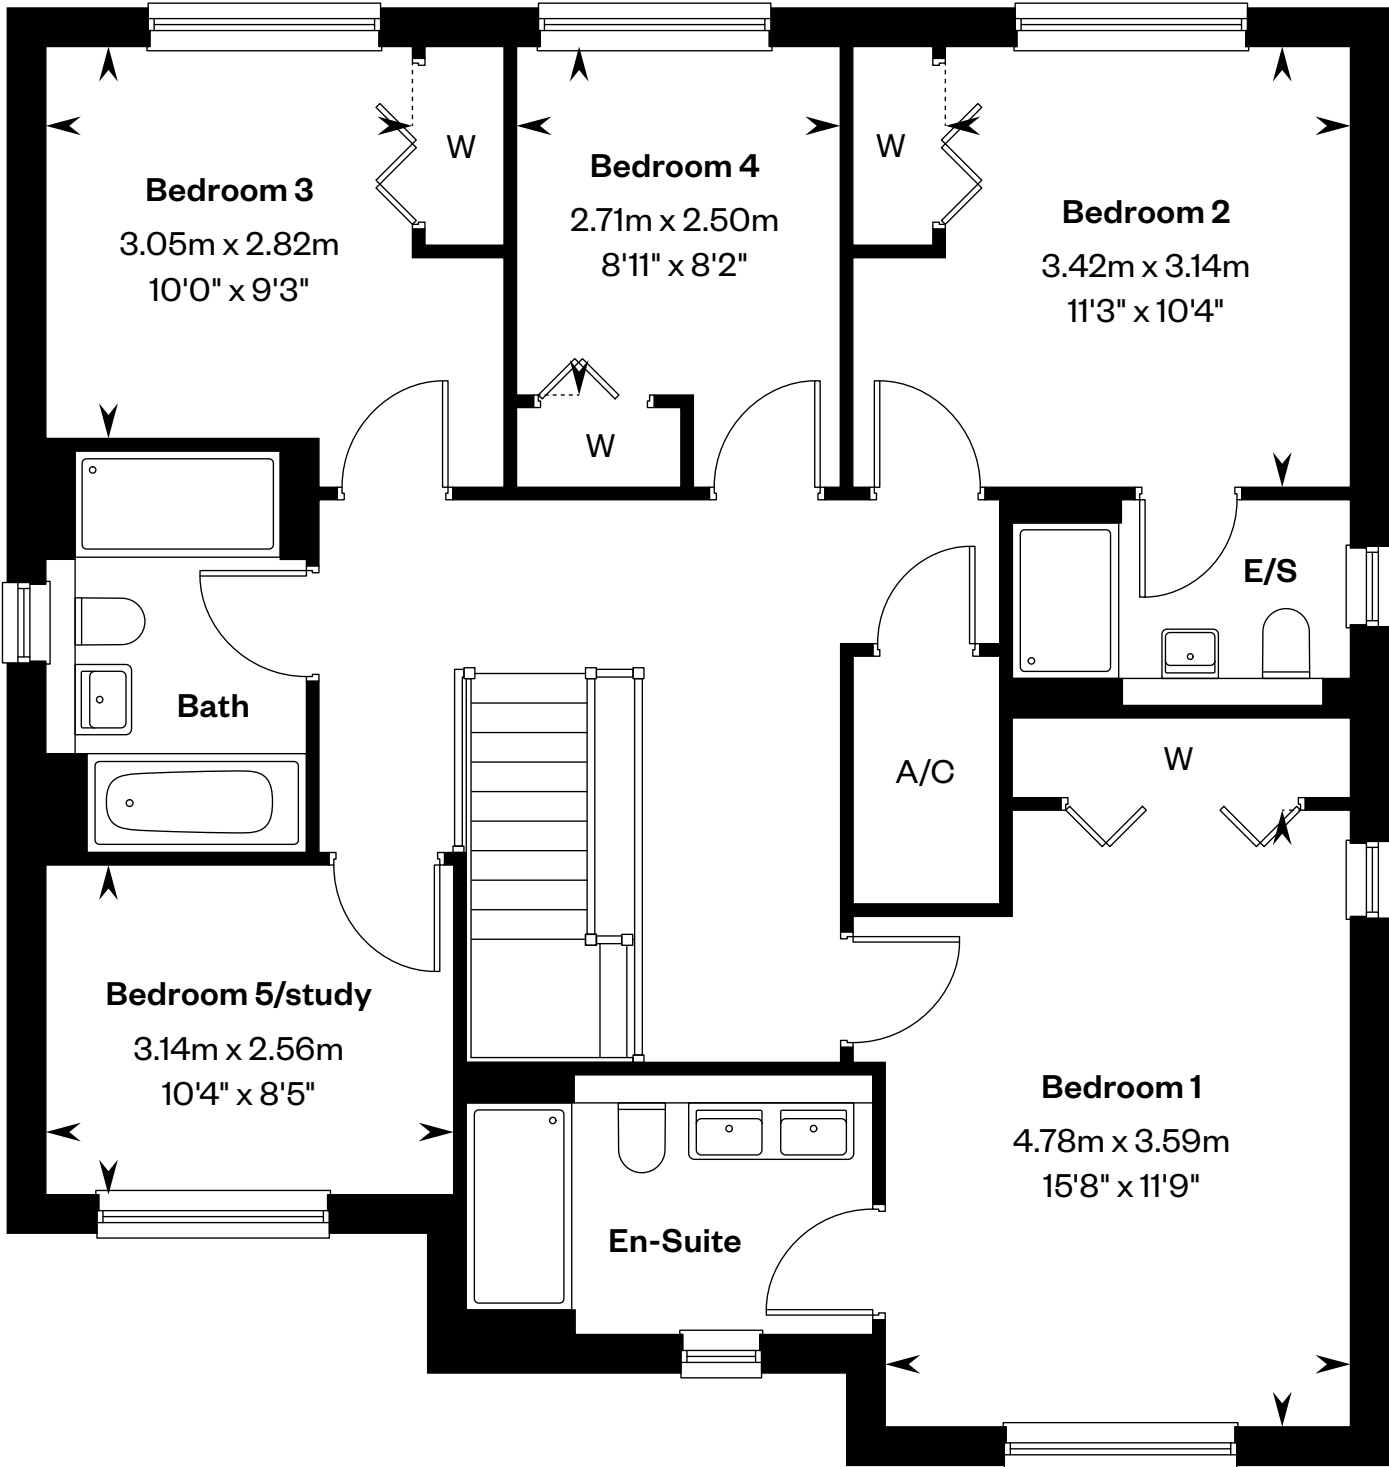 Bedroom 3
3.05m x 2.82m
10'0" x 9'3"
W
Bedroom 4
2.71m x 2.50m
8'11" x 8'2"
W
W
Bedroom 2
3.42m x 3.14m
11'3" x 10'4"
E/S
Bath
A/C
W
Bedroom 5/study
3.14m x 2.56m
10'4" x 8'5"
Bedroom 1
4.78m x 3.59m
15'8" x 11'9"
En-Suite